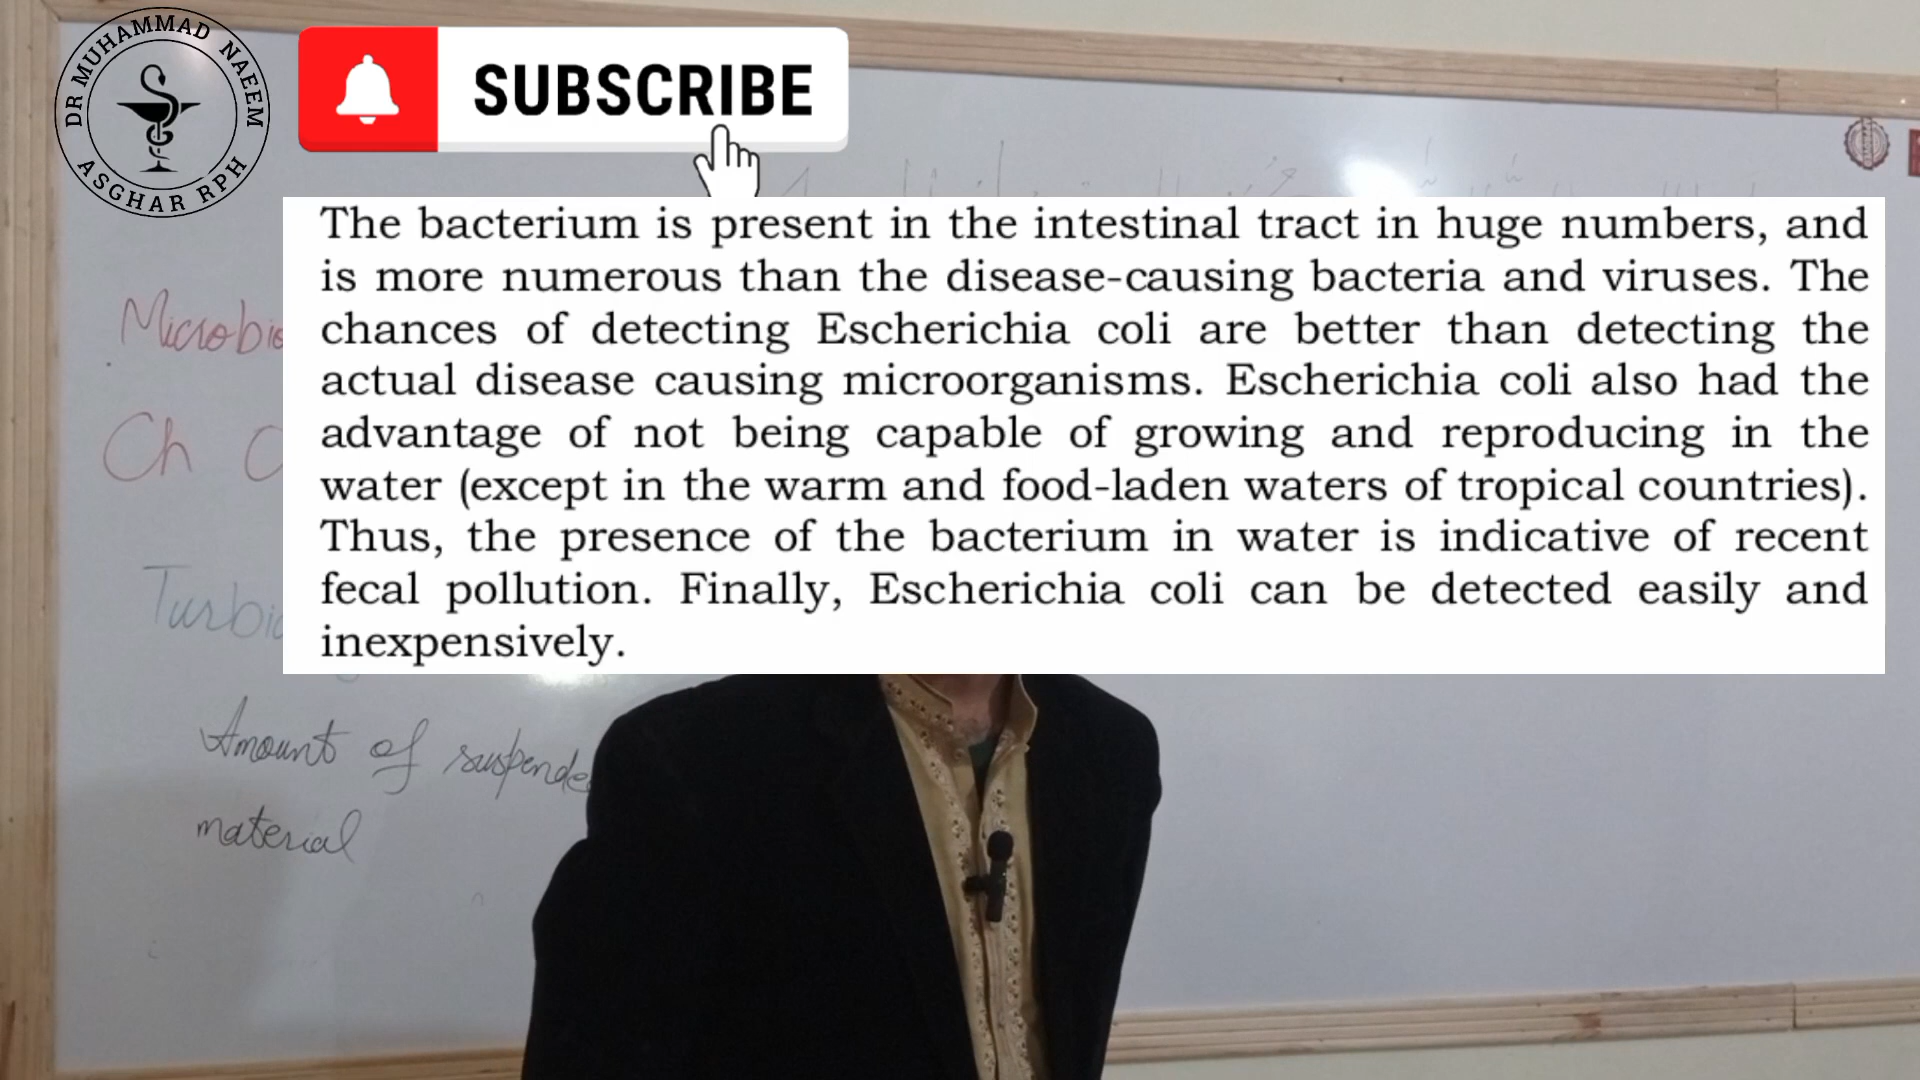 DR MUHAMMAD NAEEM
ASGHAR RPH
SUBSCRIBE
The bacterium is present in the intestinal tract in huge numbers, and
is more numerous than the disease-causing bacteria and viruses. The
chances of detecting Escherichia coli are better than detecting the
actual disease causing microorganisms. Escherichia coli also had the
advantage of not being capable of growing and reproducing in the
water (except in the warm and food-laden waters of tropical countries).
Thus, the presence of the bacterium in water is indicative of recent
fecal pollution. Finally, Escherichia coli can be detected easily and
inexpensively.
Microbio
Ch
Turbid
Amount of suspende
material